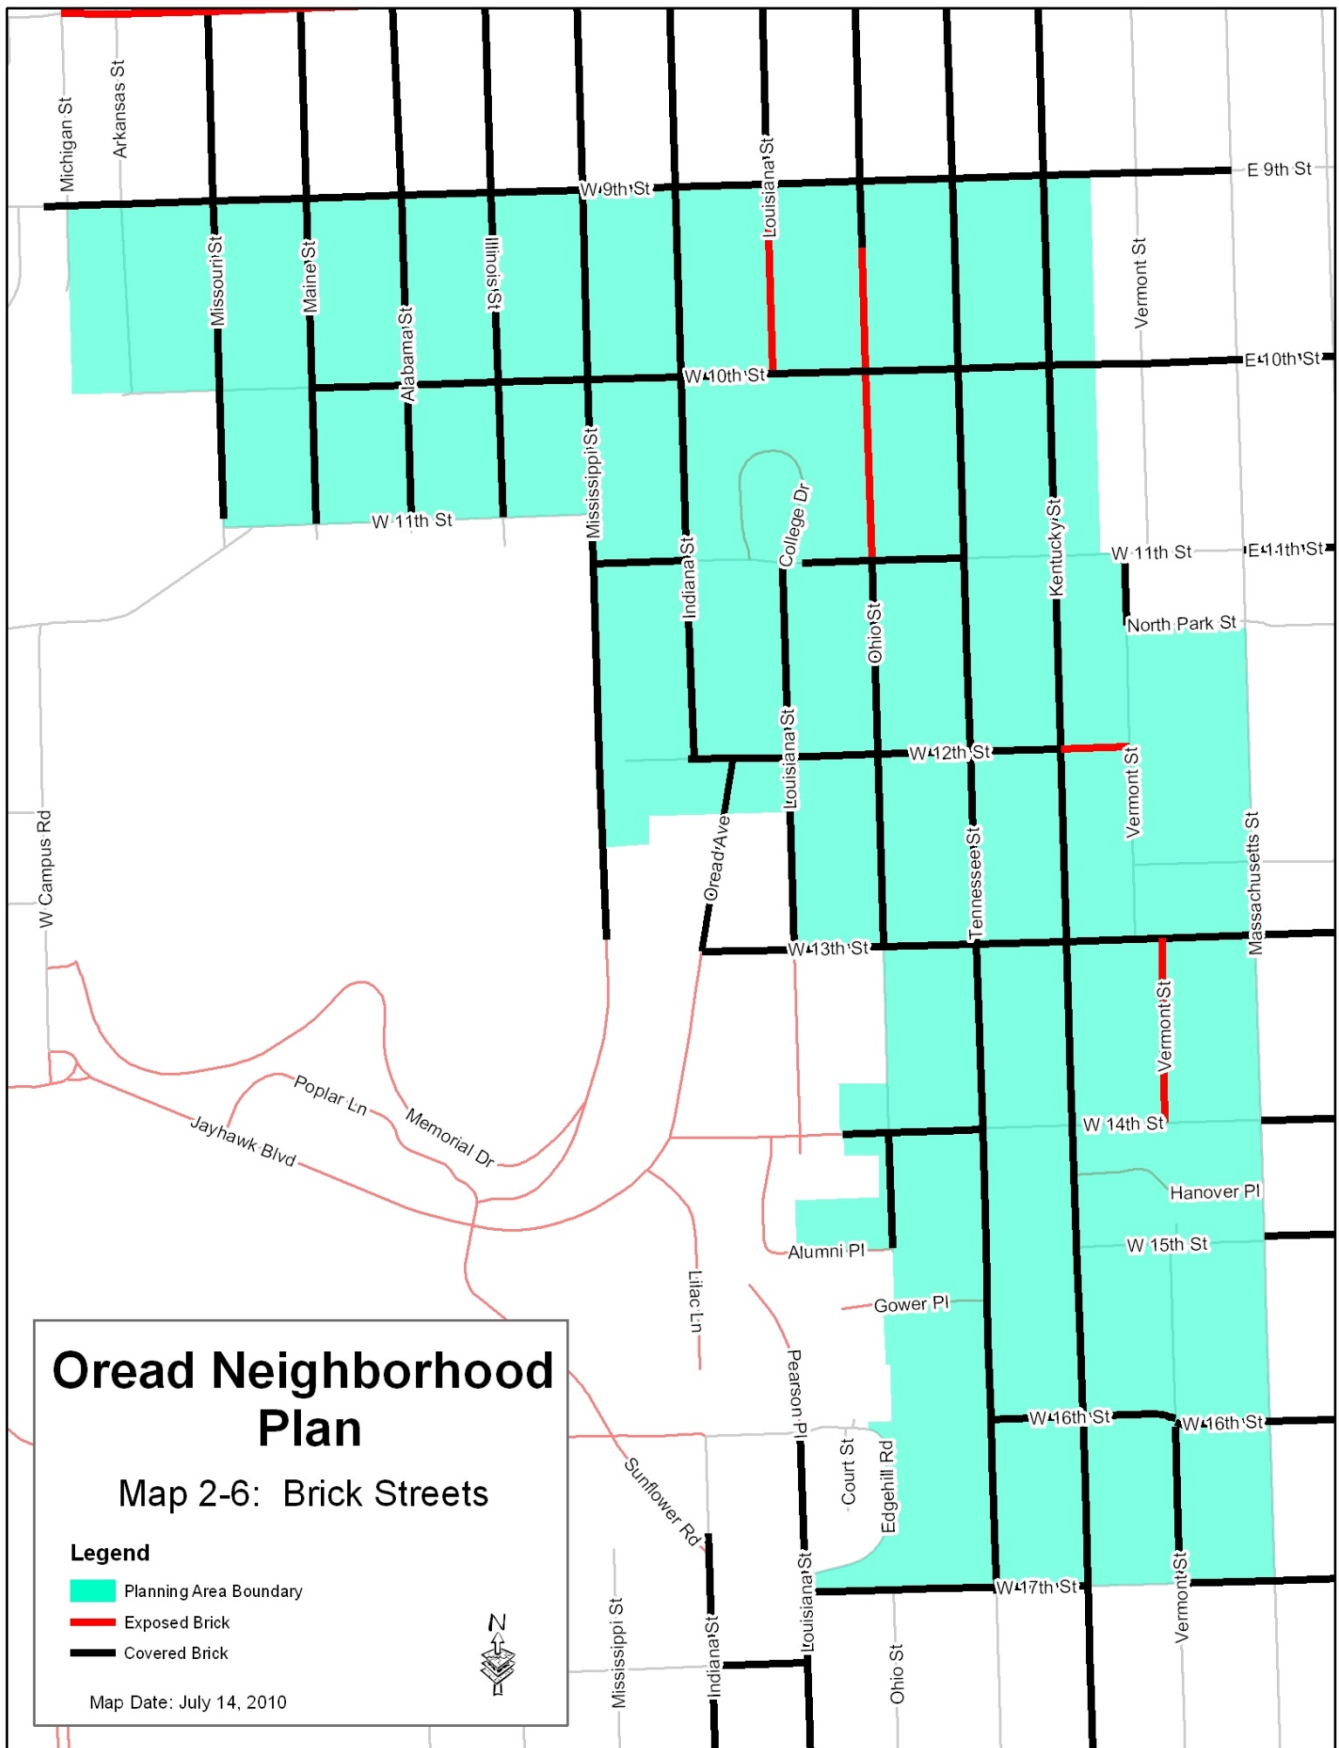 Michigan St
Arkansas St
Louisiana St
W 9th St
E 9th St
Missouri St
Maine St
Alabama St
Illinois St
Vermont St
W 10th St
E 10th St
Mississippi St
College Dr
W 11th St
Kentucky St
W 11th St
E 11th St
Indiana St
Ohio St
North Park St
Louisiana St
W 12th St
Vermont St
W Campus Rd
Oread Ave
Tennessee St
Massachusetts St
W 13th St
Vermont St
Poplar Ln
Memorial Dr
Jayhawk Blvd
W 14th St
Hanover Pl
W 15th St
Alumni Pl
Lilac Ln
Gower Pl
Pearson Pl
W 16th St
W 16th St
Court St
Edgehill Rd
Sunflower Rd
Louisiana St
W 17th St
Vermont St
Mississippi St
Indiana St
Ohio St
Oread Neighborhood
Plan
Map 2-6: Brick Streets
Legend
Planning Area Boundary
Exposed Brick
Covered Brick
N
Map Date: July 14, 2010